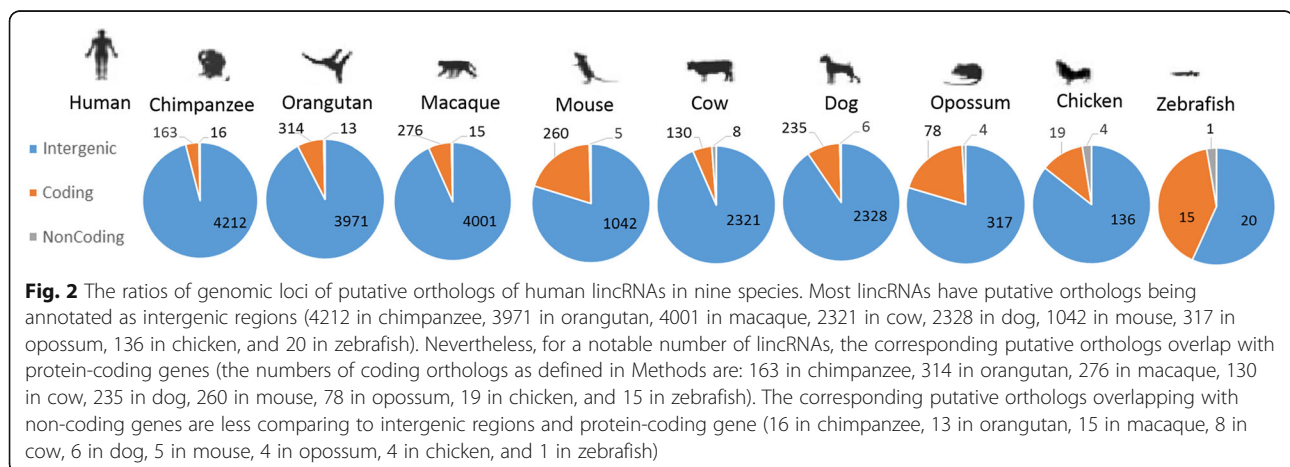 Human Chimpanzee Orangutan Macaque Mouse Cow Dog Opossum Chicken Zebrafish
163 16 314 13 276 15 260 5 130 8 235 6 78 4 19 4 1
Intergenic
Coding
NonCoding
4212 3971 4001 1042 2321 2328 317 136 15 20
Fig. 2 The ratios of genomic loci of putative orthologs of human lincRNAs in nine species. Most lincRNAs have putative orthologs being
annotated as intergenic regions (4212 in chimpanzee, 3971 in orangutan, 4001 in macaque, 2321 in cow, 2328 in dog, 1042 in mouse, 317 in
opossum, 136 in chicken, and 20 in zebrafish). Nevertheless, for a notable number of lincRNAs, the corresponding putative orthologs overlap with
protein-coding genes (the numbers of coding orthologs as defined in Methods are: 163 in chimpanzee, 314 in orangutan, 276 in macaque, 130
in cow, 235 in dog, 260 in mouse, 78 in opossum, 19 in chicken, and 15 in zebrafish). The corresponding putative orthologs overlapping with
non-coding genes are less comparing to intergenic regions and protein-coding gene (16 in chimpanzee, 13 in orangutan, 15 in macaque, 8 in
cow, 6 in dog, 5 in mouse, 4 in opossum, 4 in chicken, and 1 in zebrafish)